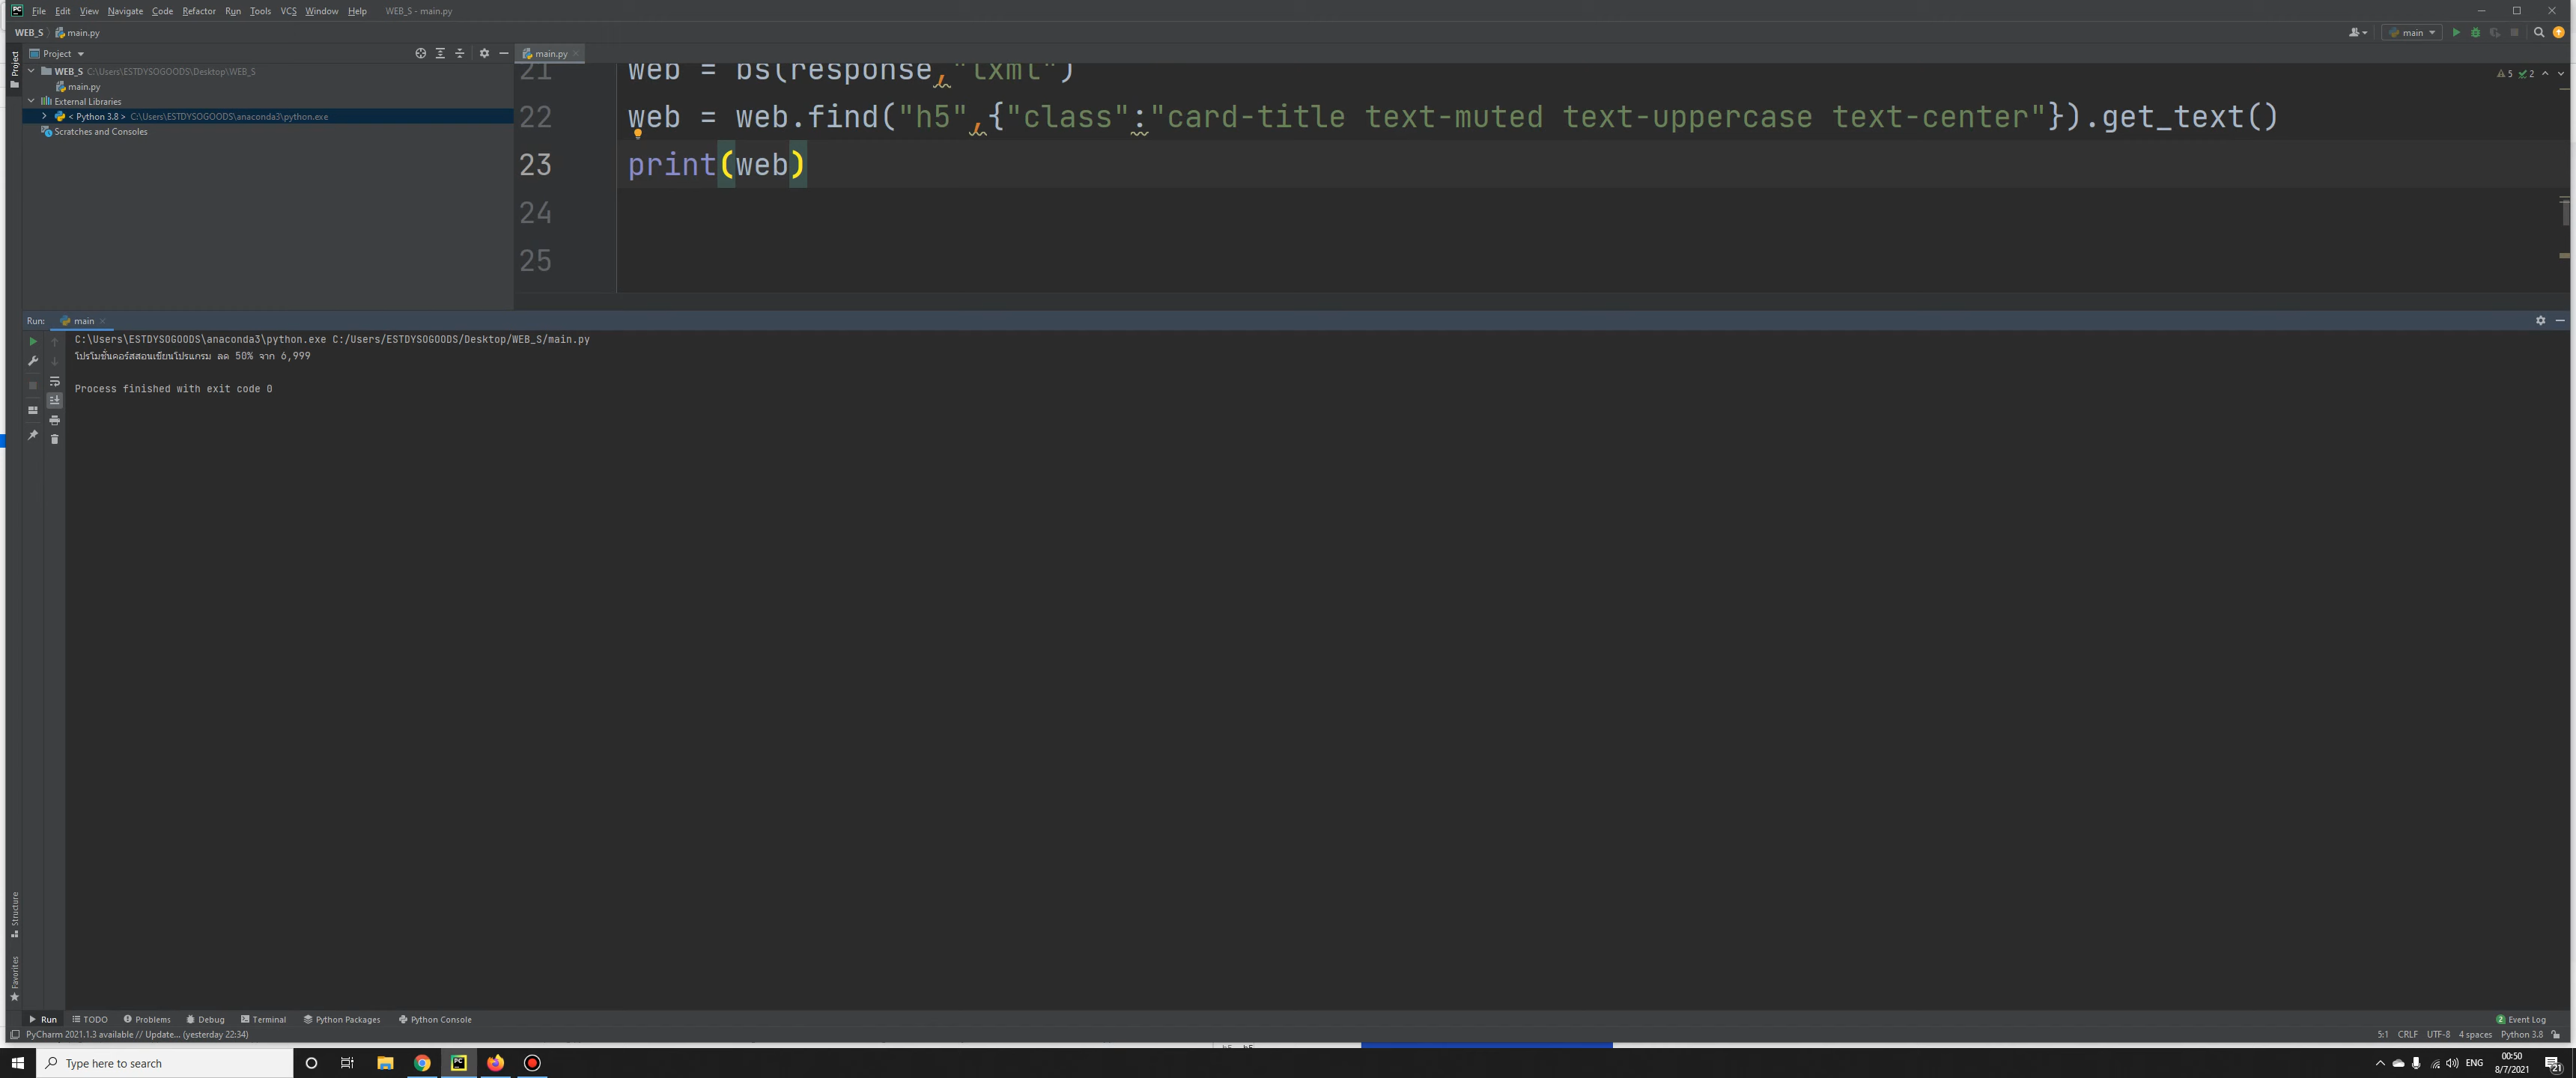 File Edit View Navigate Code Refactor Run Tools VCS Window Help WEB_S - main.py
WEB_S main.py
main
Project
Project
main.py
WEB_S C:\Users\ESTDYSOGOODS\Desktop\WEB_S
main.py
External Libraries
< Python 3.8 > C:\Users\ESTDYSOGOODS\anaconda3\python.exe
Scratches and Consoles
5 2
21 web = bs(response,"lxml")
22 web = web.find("h5",{"class":"card-title text-muted text-uppercase text-center"}).get_text()
23 print(web)
24
25
Run: main
C:\Users\ESTDYSOGOODS\anaconda3\python.exe C:/Users/ESTDYSOGOODS/Desktop/WEB_S/main.py
โปรโมชั่นคอร์สสอนเขียนโปรแกรม ลด 50% จาก 6,999
Process finished with exit code 0
Structure
Favorites
Run TODO Problems Debug Terminal Python Packages Python Console 2 Event Log
PyCharm 2021.1.3 available // Update... (yesterday 22:34) 5:1 CRLF UTF-8 4 spaces Python 3.8
Type here to search
ENG
00:50
8/7/2021
21